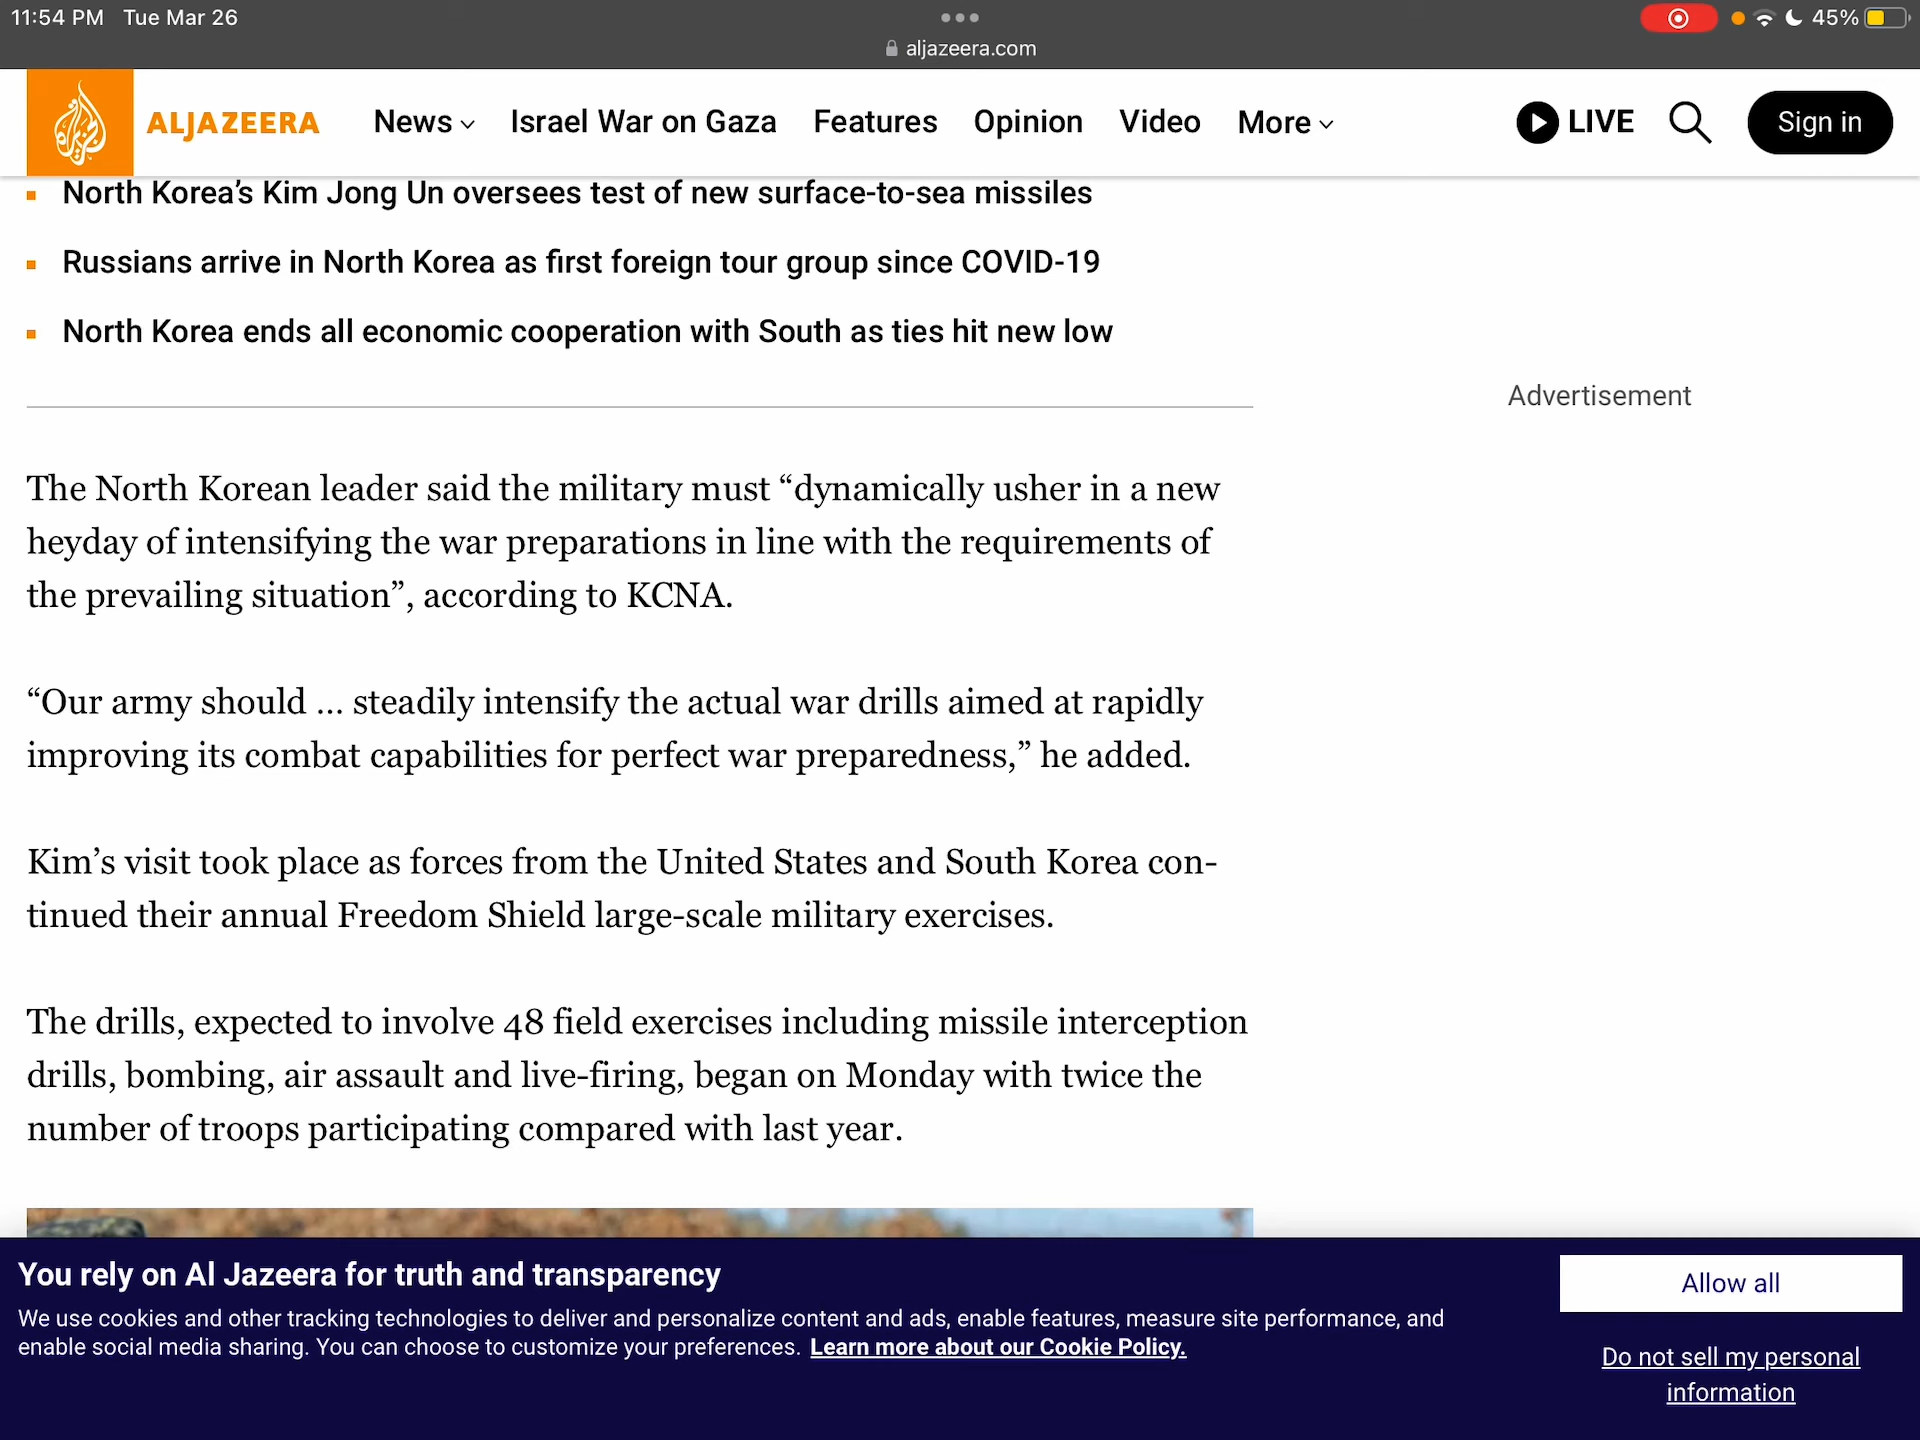 11:54 PM Tue Mar 26
45%
aljazeera.com
ALJAZEERA
News
Israel War on Gaza
Features
Opinion
Video
More
LIVE
Sign in
North Korea’s Kim Jong Un oversees test of new surface-to-sea missiles
Russians arrive in North Korea as first foreign tour group since COVID-19
North Korea ends all economic cooperation with South as ties hit new low
Advertisement
The North Korean leader said the military must “dynamically usher in a new
heyday of intensifying the war preparations in line with the requirements of
the prevailing situation”, according to KCNA.
“Our army should ... steadily intensify the actual war drills aimed at rapidly
improving its combat capabilities for perfect war preparedness,” he added.
Kim’s visit took place as forces from the United States and South Korea con-
tinued their annual Freedom Shield large-scale military exercises.
The drills, expected to involve 48 field exercises including missile interception
drills, bombing, air assault and live-firing, began on Monday with twice the
number of troops participating compared with last year.
You rely on Al Jazeera for truth and transparency
We use cookies and other tracking technologies to deliver and personalize content and ads, enable features, measure site performance, and
enable social media sharing. You can choose to customize your preferences. Learn more about our Cookie Policy.
Allow all
Do not sell my personal
information